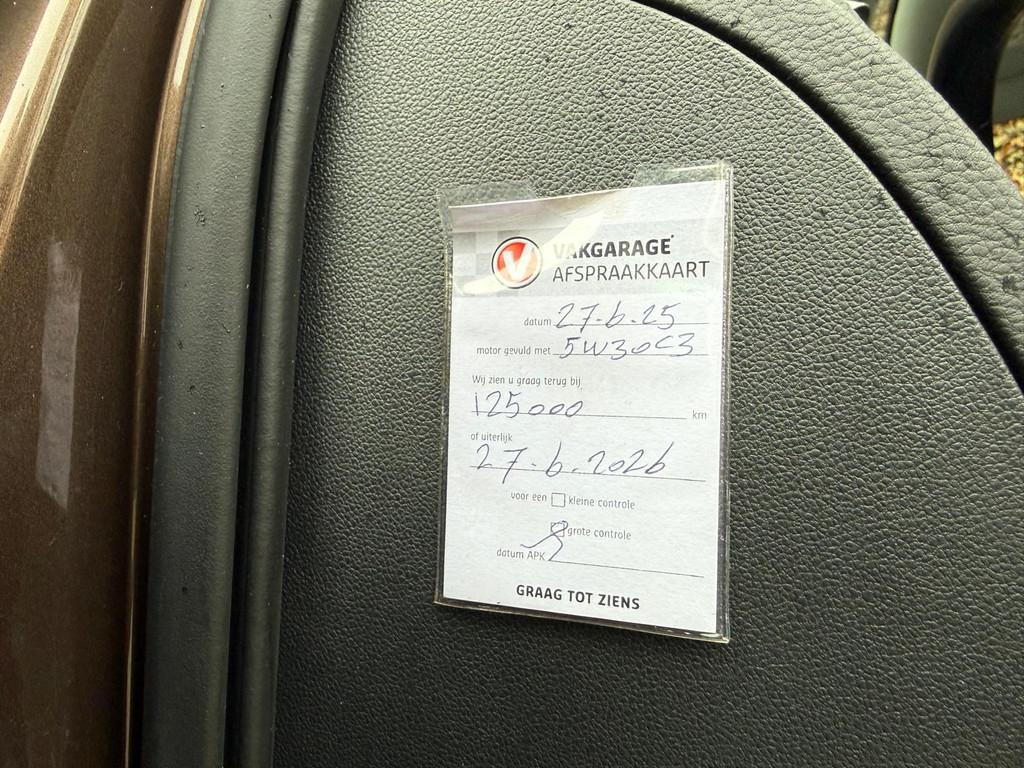 V VAKGARAGE
AFSPRAAKKAART
datum 27-6-25
motor gevuld met 5W30C3
Wij zien u graag terug bij
125000 km
of uiterlijk
27-6-2026
voor een kleine controle
grote controle
datum APK
GRAAG TOT ZIENS